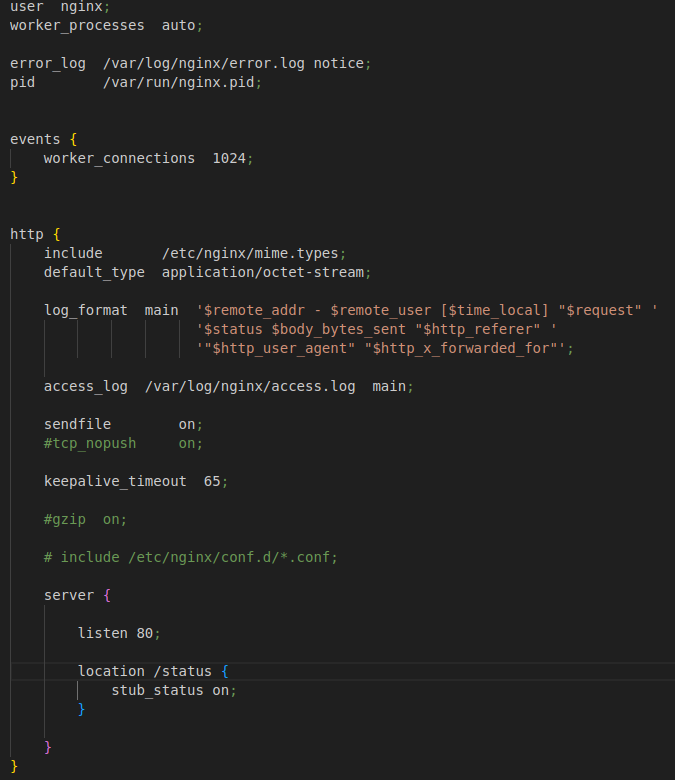 user  nginx;
worker_processes  auto;
error_log  /var/log/nginx/error.log notice;
pid        /var/run/nginx.pid;
events {
    worker_connections  1024;
}
http {
    include       /etc/nginx/mime.types;
    default_type  application/octet-stream;
    log_format  main  '$remote_addr - $remote_user [$time_local] "$request" '
                      '$status $body_bytes_sent "$http_referer" '
                      '"$http_user_agent" "$http_x_forwarded_for"';
    access_log  /var/log/nginx/access.log  main;
    sendfile        on;
    #tcp_nopush     on;
    keepalive_timeout  65;
    #gzip  on;
    # include /etc/nginx/conf.d/*.conf;
    server {
        listen 80;
        location /status {
            stub_status on;
        }
    }
}